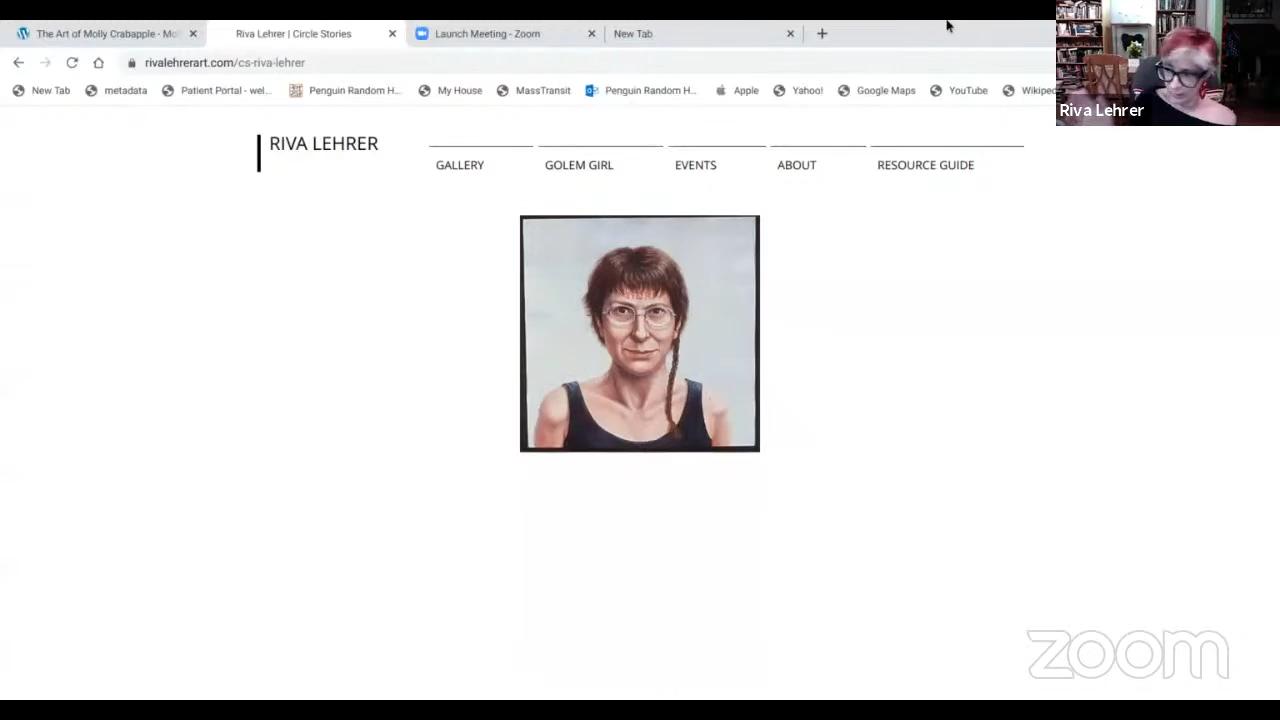 The Art of Molly Crabapple - Mo
Riva Lehrer | Circle Stories
Launch Meeting - Zoom
New Tab
rivalehrerart.com/cs-riva-lehrer
New Tab
metadata
Patient Portal - wel...
Penguin Random H...
My House
MassTransit
Penguin Random H...
Apple
Yahoo!
Google Maps
YouTube
Wikiped
Riva Lehrer
RIVA LEHRER
GALLERY
GOLEM GIRL
EVENTS
ABOUT
RESOURCE GUIDE
zoom